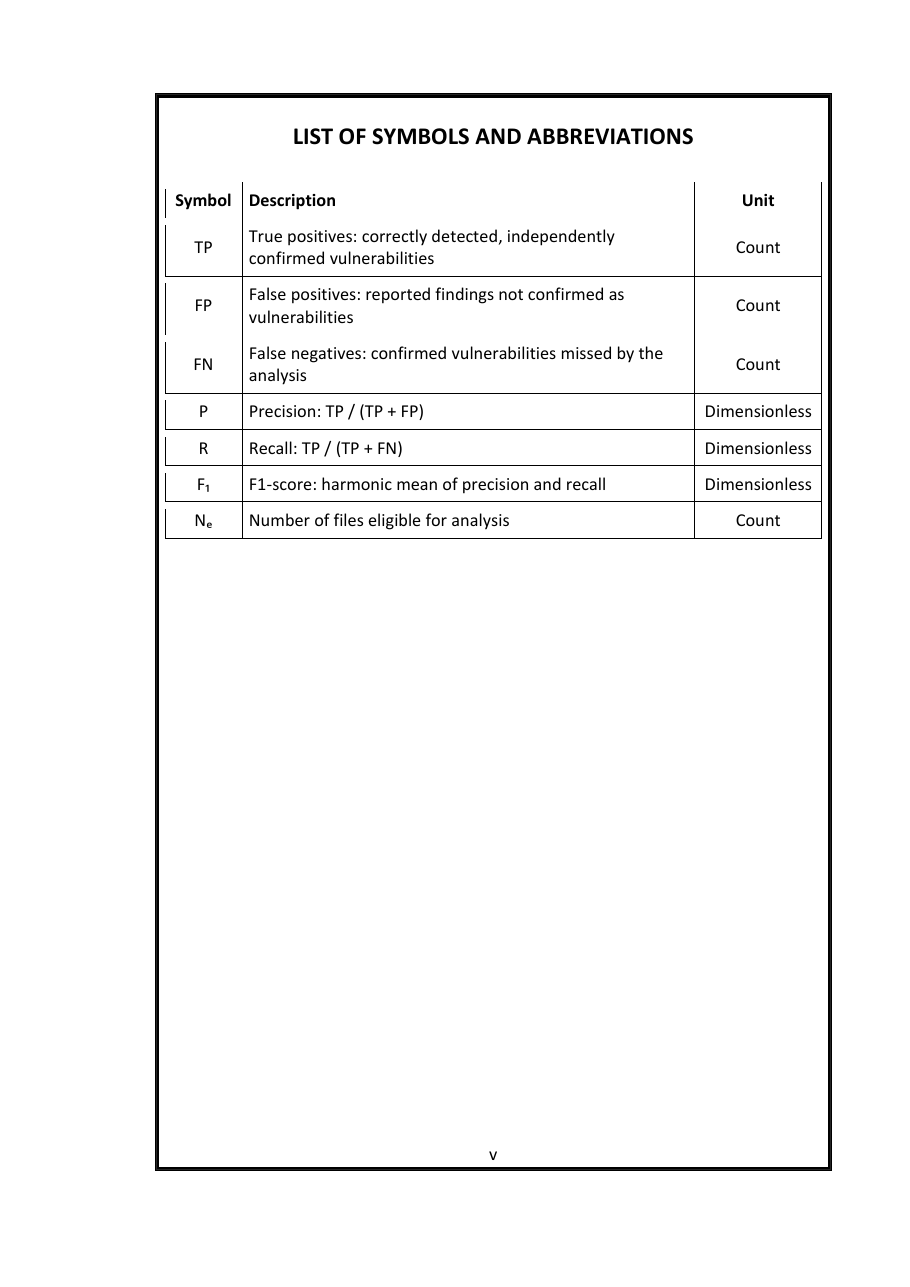 LIST OF SYMBOLS AND ABBREVIATIONS
Symbol Description Unit
TP True positives: correctly detected, independently confirmed vulnerabilities Count
FP False positives: reported findings not confirmed as vulnerabilities Count
FN False negatives: confirmed vulnerabilities missed by the analysis Count
P Precision: TP / (TP + FP) Dimensionless
R Recall: TP / (TP + FN) Dimensionless
F₁ F1-score: harmonic mean of precision and recall Dimensionless
Nₑ Number of files eligible for analysis Count
v